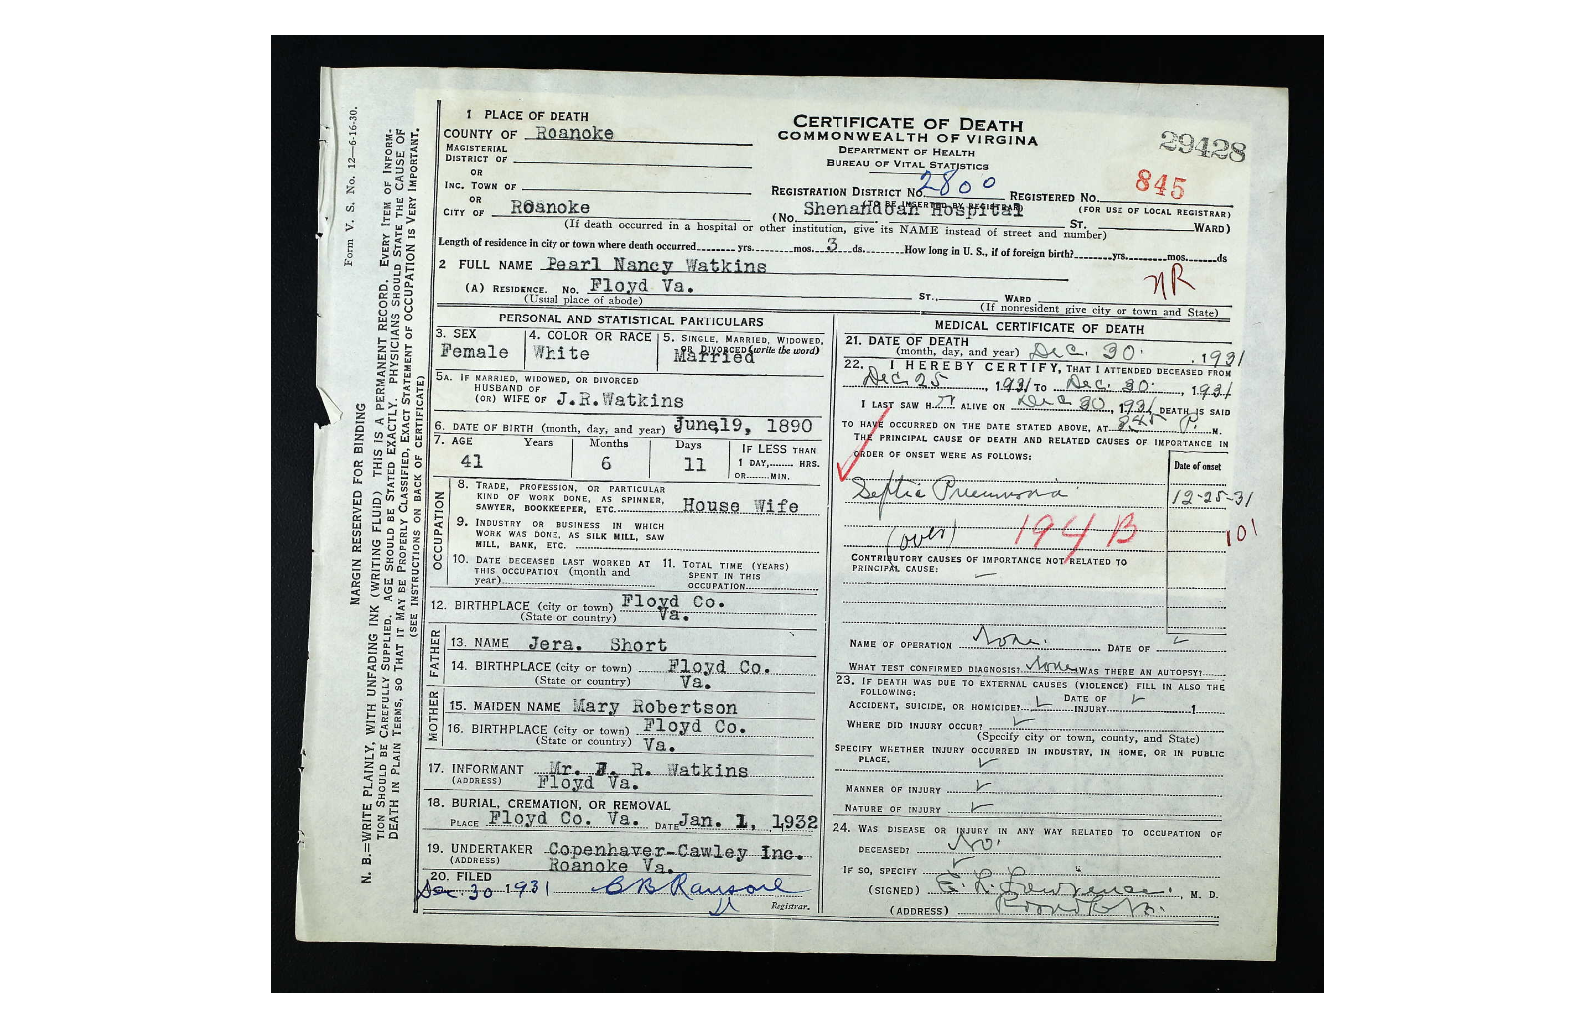 Form V. S. No. 12—6-16-30.
MARGIN RESERVED FOR BINDING
N. B.—WRITE PLAINLY, WITH UNFADING INK (WRITING FLUID) THIS IS A PERMANENT RECORD. EVERY ITEM OF INFORM-
TION SHOULD BE CAREFULLY SUPPLIED. AGE SHOULD BE STATED EXACTLY. PHYSICIANS SHOULD STATE THE CAUSE OF
DEATH IN PLAIN TERMS, SO THAT IT MAY BE PROPERLY CLASSIFIED, EXACT STATEMENT OF OCCUPATION IS VERY IMPORTANT.
(SEE INSTRUCTIONS ON BACK OF CERTIFICATE)
1 PLACE OF DEATH
COUNTY OF Roanoke
MAGISTERIAL
DISTRICT OF
OR
INC. TOWN OF
OR
CITY OF Roanoke
CERTIFICATE OF DEATH
COMMONWEALTH OF VIRGINA
DEPARTMENT OF HEALTH
BUREAU OF VITAL STATISTICS
29428
REGISTRATION DISTRICT NO. 2800 REGISTERED NO. 845
(TO BE INSERTED BY REGISTRAR) (FOR USE OF LOCAL REGISTRAR)
(No. Shenandoah Hospital ST. WARD)
(If death occurred in a hospital or other institution, give its NAME instead of street and number)
Length of residence in city or town where death occurred yrs. mos. 3 ds. How long in U. S., if of foreign birth? yrs. mos. ds
2 FULL NAME Pearl Nancy Watkins
(A) RESIDENCE. No. Floyd Va. ST., WARD NR
(Usual place of abode) (If nonresident give city or town and State)
PERSONAL AND STATISTICAL PARTICULARS
3. SEX 4. COLOR OR RACE 5. SINGLE, MARRIED, WIDOWED,
OR DIVORCED (write the word)
Female White Married
5A. IF MARRIED, WIDOWED, OR DIVORCED
HUSBAND OF
(OR) WIFE OF J.R.Watkins
6. DATE OF BIRTH (month, day, and year) June,19, 1890
7. AGE Years Months Days IF LESS THAN
41 6 11 1 DAY, HRS.
OR MIN.
OCCUPATION
8. TRADE, PROFESSION, OR PARTICULAR
KIND OF WORK DONE, AS SPINNER,
SAWYER, BOOKKEEPER, ETC. House Wife
9. INDUSTRY OR BUSINESS IN WHICH
WORK WAS DONE, AS SILK MILL, SAW
MILL, BANK, ETC.
10. DATE DECEASED LAST WORKED AT 11. TOTAL TIME (YEARS)
THIS OCCUPATION (month and SPENT IN THIS
year) OCCUPATION
12. BIRTHPLACE (city or town) Floyd Co.
(State or country) Va.
FATHER
13. NAME Jera. Short
14. BIRTHPLACE (city or town) Floyd Co.
(State or country) Va.
MOTHER
15. MAIDEN NAME Mary Robertson
16. BIRTHPLACE (city or town) Floyd Co.
(State or country) Va.
17. INFORMANT Mr. J. R. Watkins
(ADDRESS) Floyd Va.
18. BURIAL, CREMATION, OR REMOVAL
PLACE Floyd Co. Va. DATE Jan. 1, 1932
19. UNDERTAKER Copenhaver-Cawley Inc.
(ADDRESS) Roanoke Va.
20. FILED
Dec. 30 1931 CB Ransone
Registrar.
MEDICAL CERTIFICATE OF DEATH
21. DATE OF DEATH
(month, day, and year) Dec. 30. , 1931
22. I HEREBY CERTIFY, THAT I ATTENDED DECEASED FROM
Dec. 25 , 1931 TO Dec. 30. , 1931
I LAST SAW H er ALIVE ON Dec 30 , 1931 DEATH IS SAID
TO HAVE OCCURRED ON THE DATE STATED ABOVE, AT P. M.
THE PRINCIPAL CAUSE OF DEATH AND RELATED CAUSES OF IMPORTANCE IN
ORDER OF ONSET WERE AS FOLLOWS:
Date of onset
Septic Pneumonia 12-25-31
(over) 194 B 101
CONTRIBUTORY CAUSES OF IMPORTANCE NOT RELATED TO
PRINCIPAL CAUSE:
NAME OF OPERATION None. DATE OF
WHAT TEST CONFIRMED DIAGNOSIS? None WAS THERE AN AUTOPSY?
23. IF DEATH WAS DUE TO EXTERNAL CAUSES (VIOLENCE) FILL IN ALSO THE
FOLLOWING: DATE OF
ACCIDENT, SUICIDE, OR HOMICIDE? INJURY 1
WHERE DID INJURY OCCUR?
(Specify city or town, county, and State)
SPECIFY WHETHER INJURY OCCURRED IN INDUSTRY, IN HOME, OR IN PUBLIC
PLACE.
MANNER OF INJURY
NATURE OF INJURY
24. WAS DISEASE OR INJURY IN ANY WAY RELATED TO OCCUPATION OF
DECEASED? No.
IF SO, SPECIFY
(SIGNED) E. L. Lawrence. , M. D.
(ADDRESS) Roanoke Va.